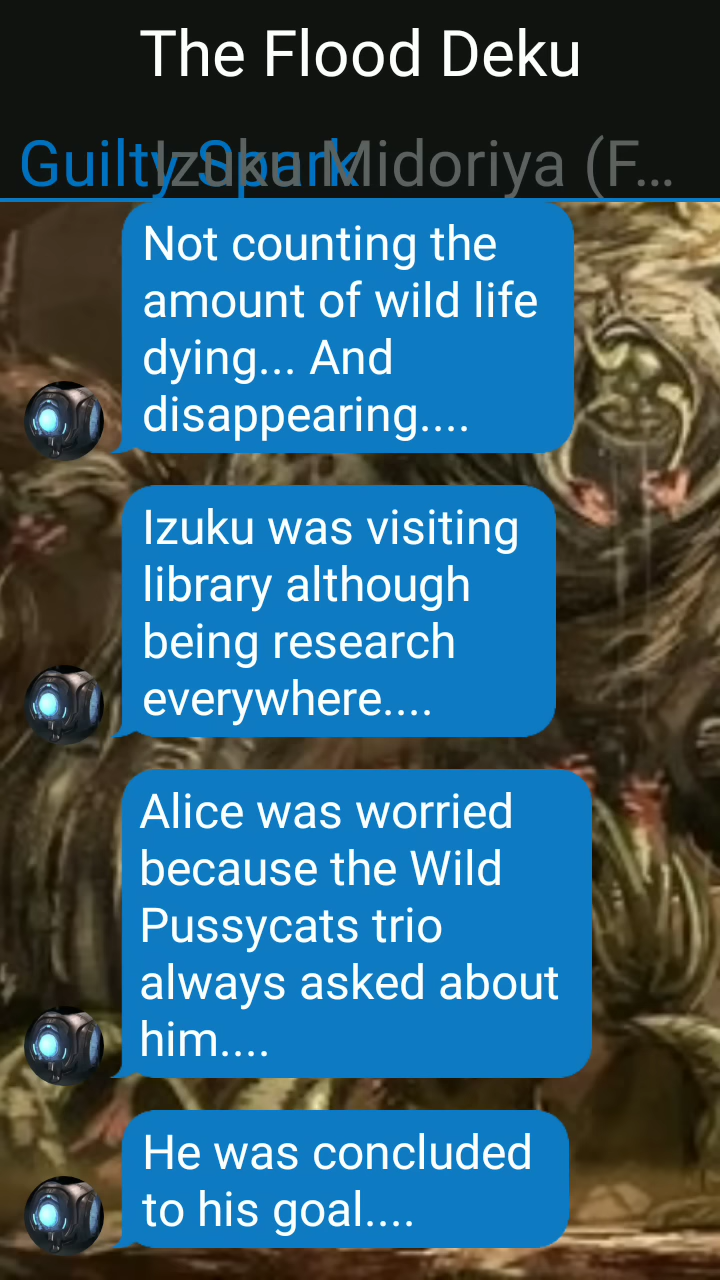 The Flood Deku
Guilty Spark
Izuku Midoriya (F...
Not counting the
amount of wild life
dying... And
disappearing....
Izuku was visiting
library although
being research
everywhere....
Alice was worried
because the Wild
Pussycats trio
always asked about
him....
He was concluded
to his goal....